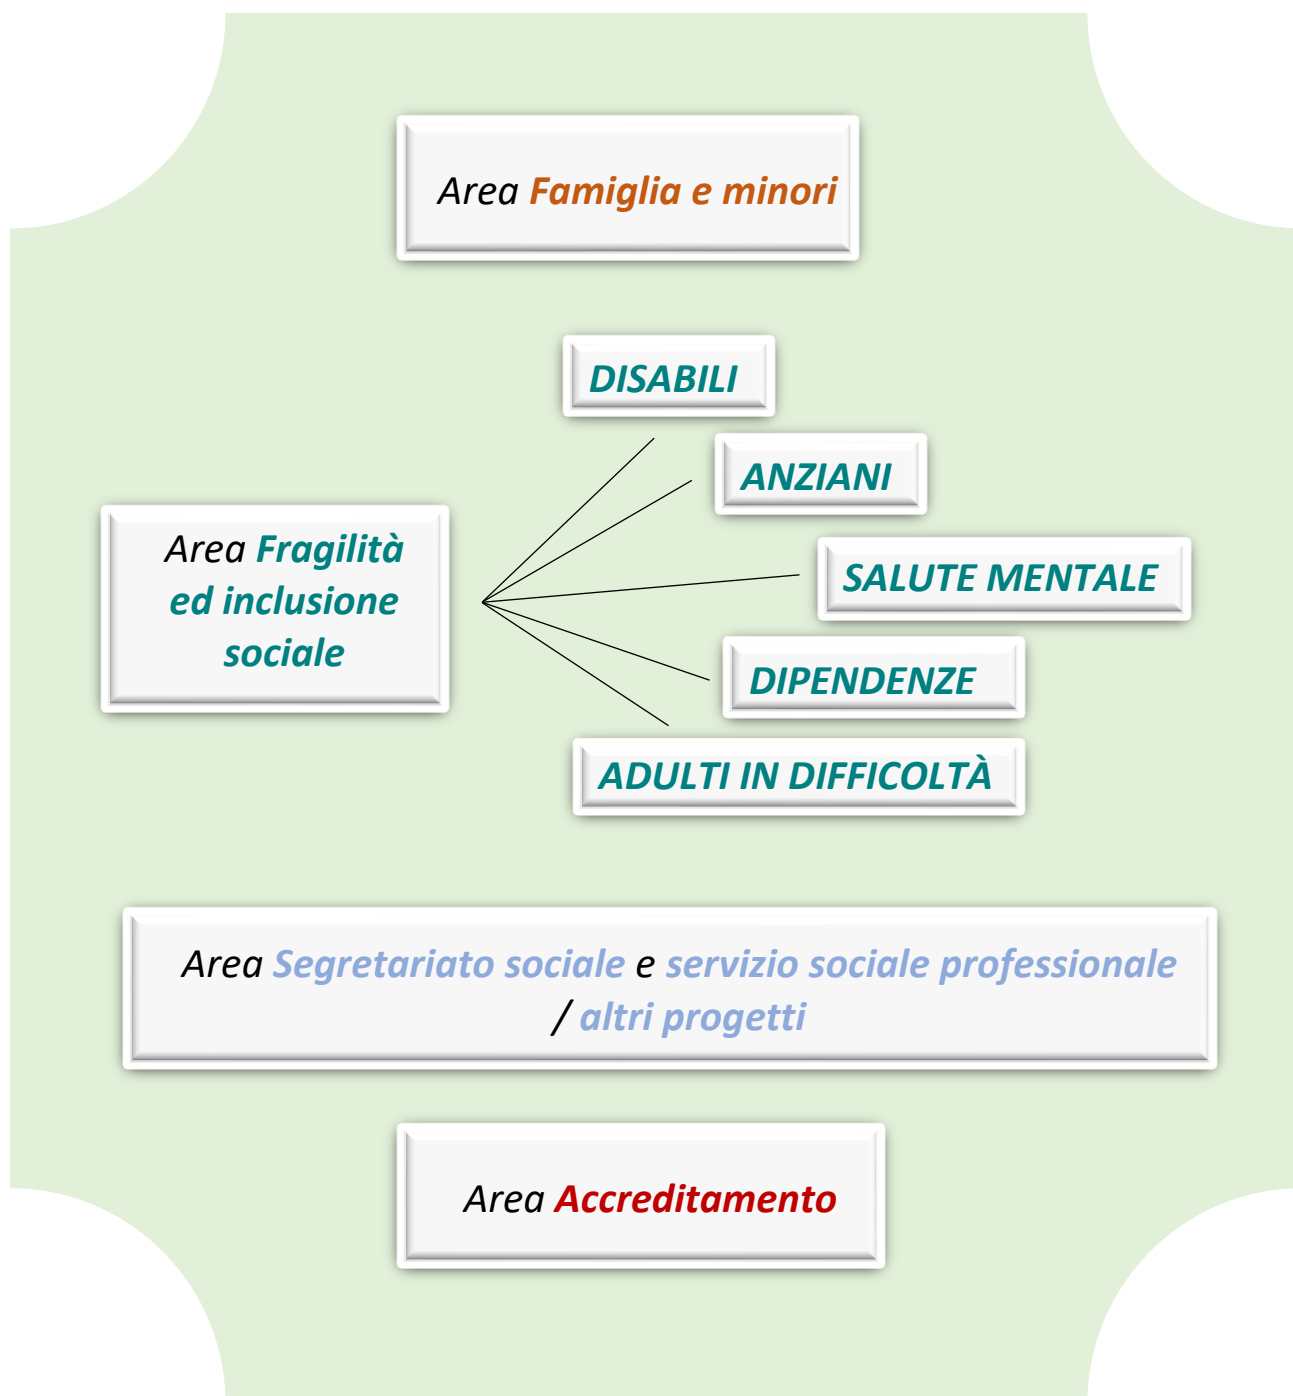 Area Famiglia e minori
DISABILI
ANZIANI
Area Fragilità
ed inclusione
sociale
SALUTE MENTALE
DIPENDENZE
ADULTI IN DIFFICOLTÀ
Area Segretariato sociale e servizio sociale professionale
/ altri progetti
Area Accreditamento